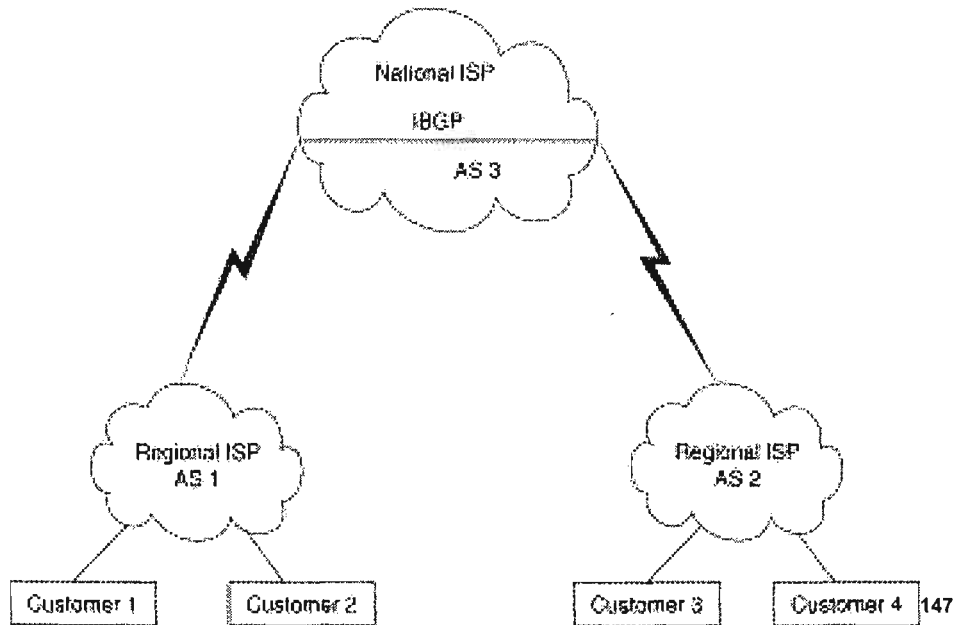 National ISP
IBGP
AS 3
Regional ISP
AS 1
Regional ISP
AS 2
Customer 1
Customer 2
Customer 3
Customer 4
147